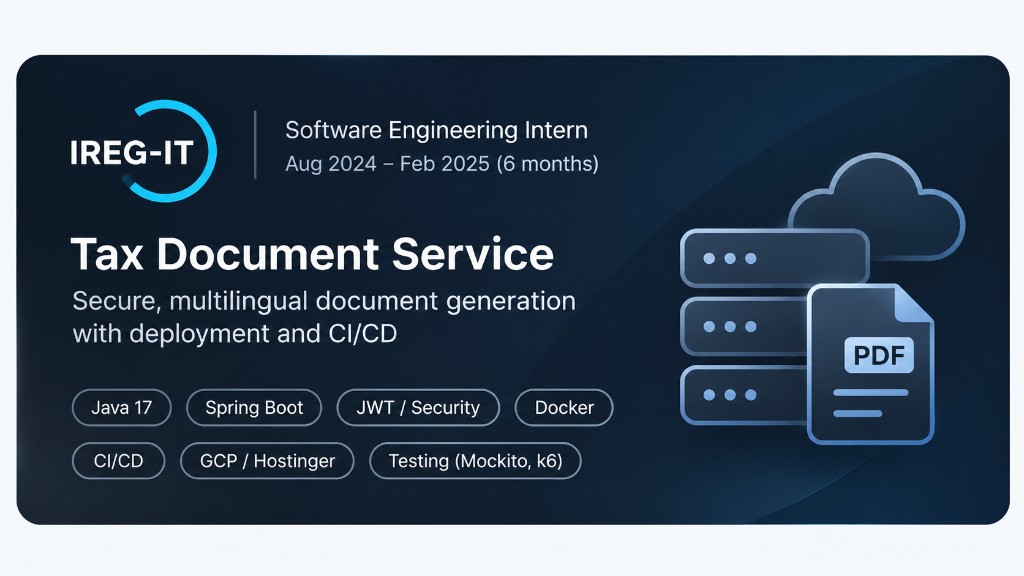 IREG-IT
Software Engineering Intern
Aug 2024 – Feb 2025 (6 months)
Tax Document Service
Secure, multilingual document generation
with deployment and CI/CD
Java 17
Spring Boot
JWT / Security
Docker
CI/CD
GCP / Hostinger
Testing (Mockito, k6)
PDF